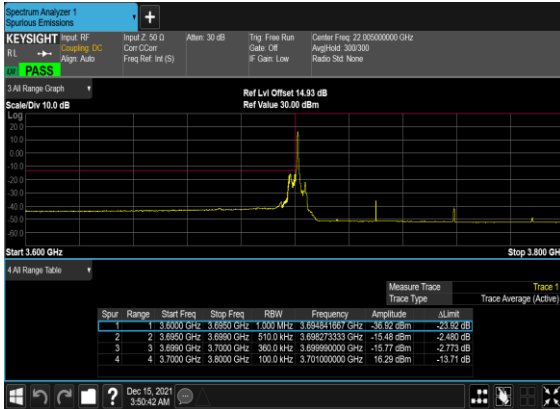 Spectrum Analyzer 1
Spurious Emissions
+
KEYSIGHT Input: RF Input Z: 50 Ω Atten: 30 dB Trig: Free Run Center Freq: 22.005000000 GHz
RL Coupling: DC Corr CCorr Gate: Off Avg|Hold: 300/300
Align: Auto Freq Ref: Int (S) IF Gain: Low Radio Std: None
PASS
3 All Range Graph
Ref Lvl Offset 14.93 dB
Scale/Div 10.0 dB Ref Value 30.00 dBm
Log
20.0
10.0
0.00
-10.0
-20.0
-30.0
-40.0
-50.0
-60.0
Start 3.600 GHz Stop 3.800 GH
4 All Range Table
Measure Trace Trace 1
Trace Type Trace Average (Active)
Spur Range Start Freq Stop Freq RBW Frequency Amplitude ΔLimit
1 1 3.6000 GHz 3.6950 GHz 1.000 MHz 3.694841667 GHz -36.92 dBm -23.92 dB
2 2 3.6950 GHz 3.6990 GHz 510.0 kHz 3.698273333 GHz -15.48 dBm -2.480 dB
3 3 3.6990 GHz 3.7000 GHz 360.0 kHz 3.699990000 GHz -15.77 dBm -2.773 dB
4 4 3.7000 GHz 3.8000 GHz 100.0 kHz 3.701000000 GHz 16.29 dBm -13.71 dB
?
Dec 15, 2021
3:50:42 AM